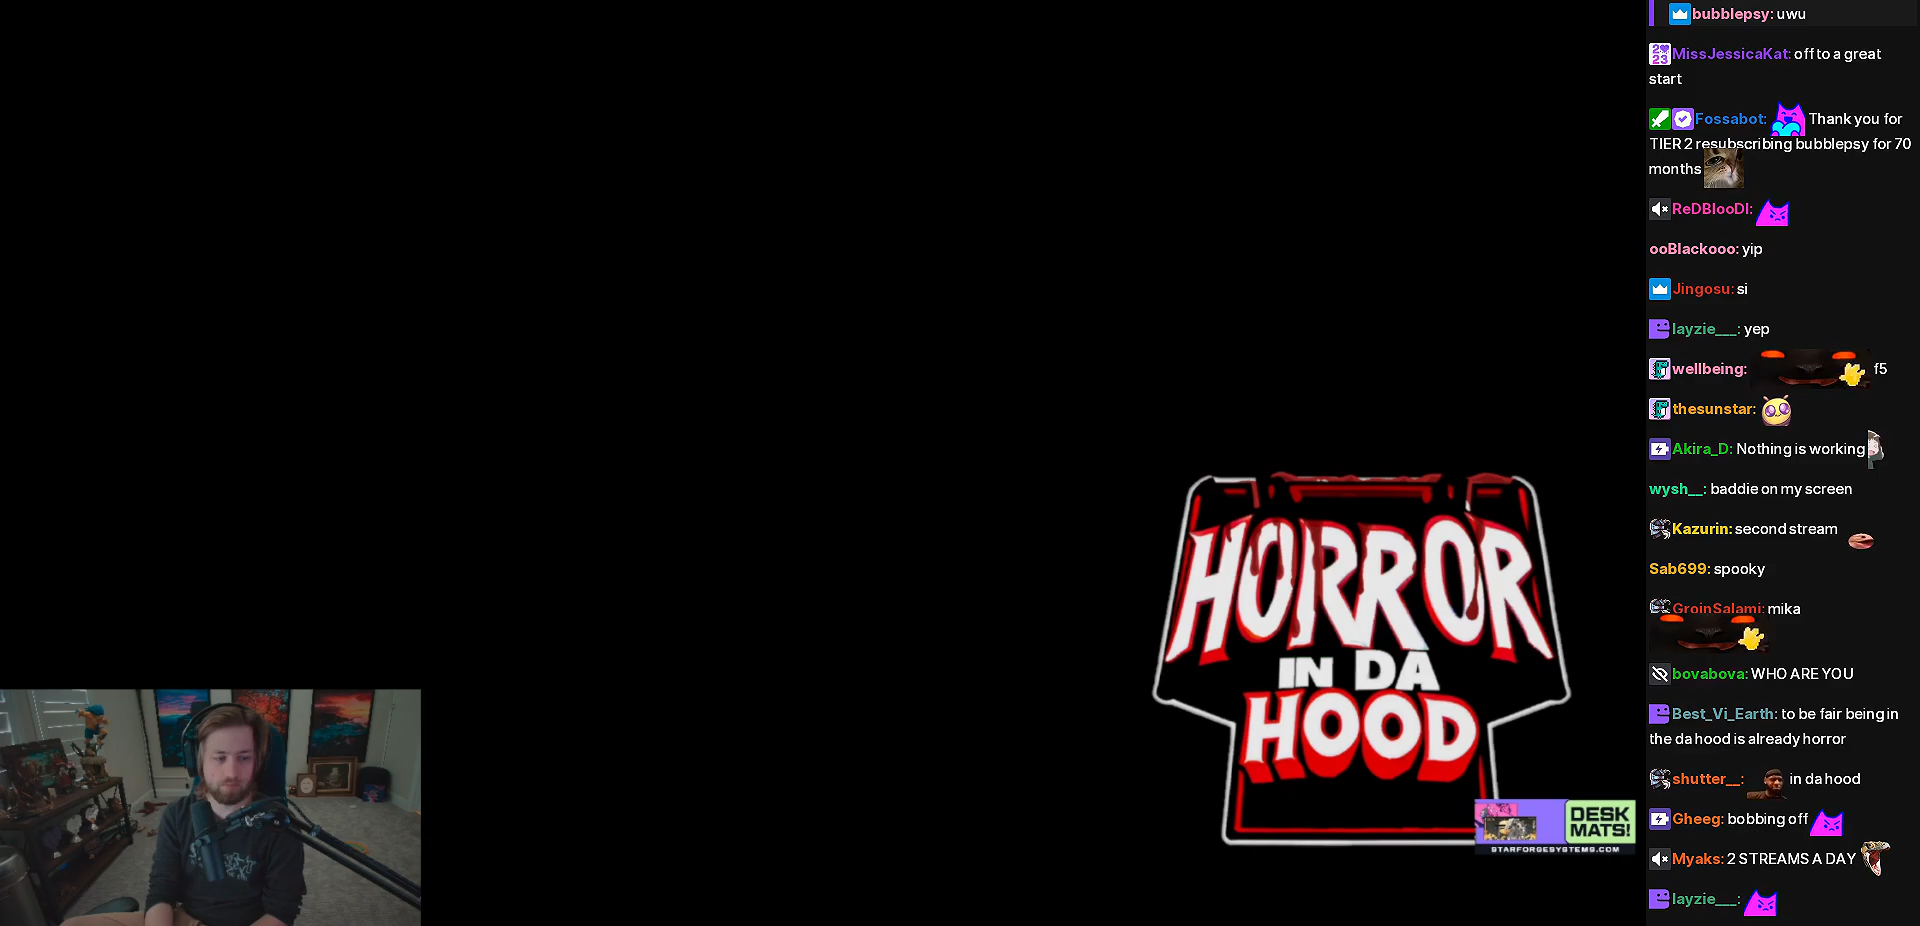 bubblepsy: uwu
MissJessicaKat: off to a great
start
Fossabot: Thank you for
TIER 2 resubscribing bubblepsy for 70
months
ReDBlooDl:
ooBlackooo: yip
Jingosu: si
layzie___: yep
wellbeing: f5
thesunstar:
Akira_D: Nothing is working
wysh__: baddie on my screen
Kazurin: second stream
Sab699: spooky
GroinSalami: mika
bovabova: WHO ARE YOU
Best_Vi_Earth: to be fair being in
the da hood is already horror
shutter__: in da hood
Gheeg: bobbing off
Myaks: 2 STREAMS A DAY
layzie___:
HORROR
IN DA
HOOD
DESK
MATS!
STARFORGESYSTEMS.COM